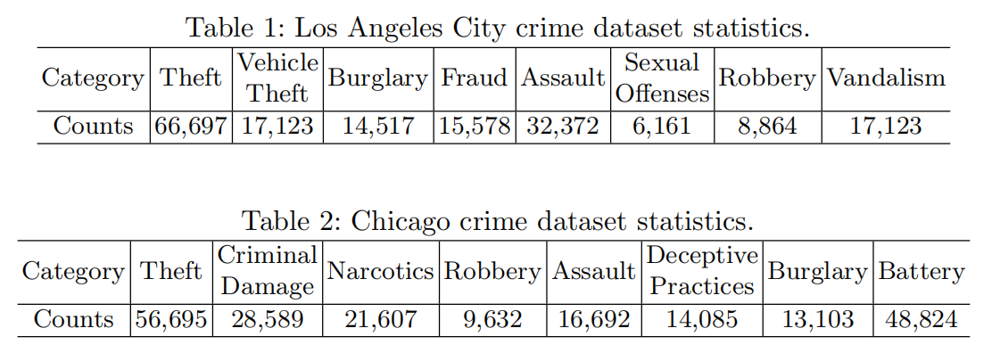 Table 1: Los Angeles City crime dataset statistics.
Category Theft Vehicle Theft Burglary Fraud Assault Sexual Offenses Robbery Vandalism
Counts 66,697 17,123 14,517 15,578 32,372 6,161 8,864 17,123
Table 2: Chicago crime dataset statistics.
Category Theft Criminal Damage Narcotics Robbery Assault Deceptive Practices Burglary Battery
Counts 56,695 28,589 21,607 9,632 16,692 14,085 13,103 48,824